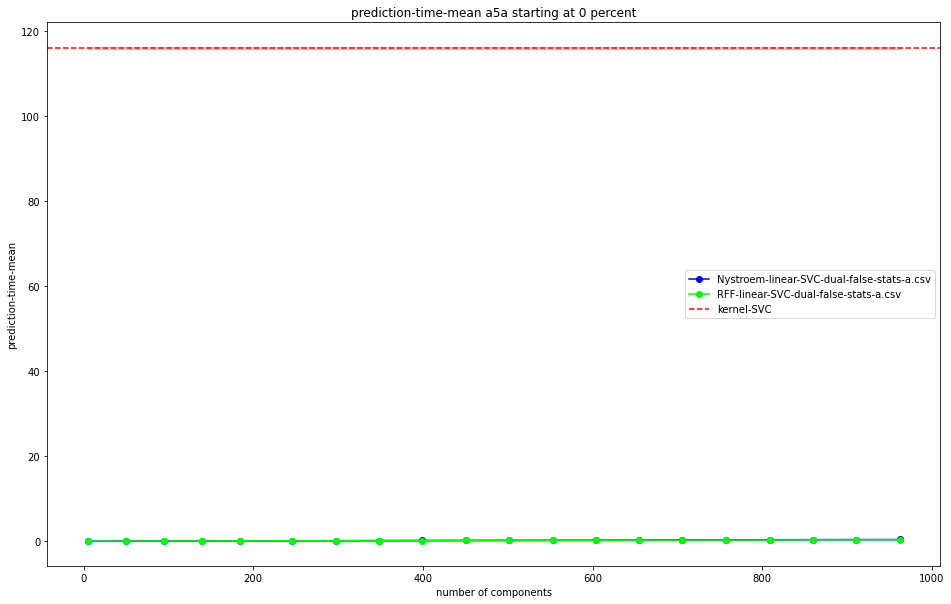 prediction-time-mean a5a starting at 0 percent
120
100
80
60
40
20
0
prediction-time-mean
Nystroem-linear-SVC-dual-false-stats-a.csv
RFF-linear-SVC-dual-false-stats-a.csv
kernel-SVC
0 200 400 600 800 1000
number of components